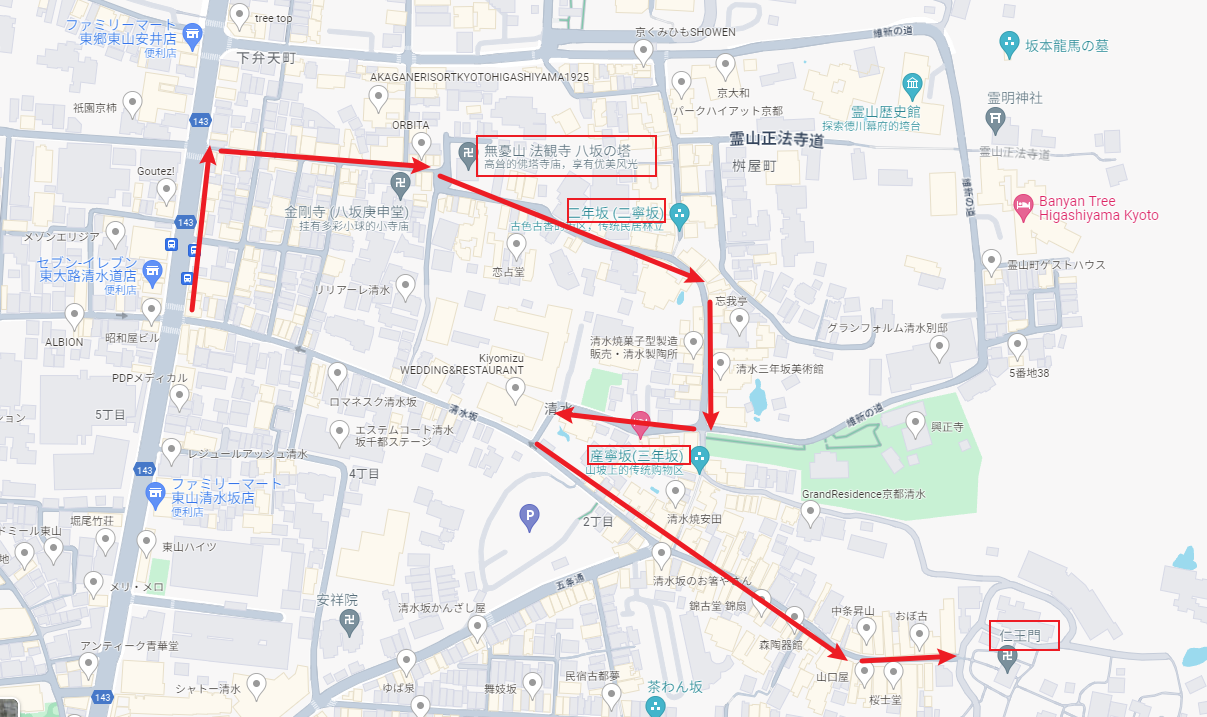 ファミリーマート
東郷東山安井店
便利店
tree top
京くみひもSHOWEN
維新の道
坂本龍馬の墓
下弁天町
AKAGANERISORTKYOTOHIGASHIYAMA1925
京大和
パークハイアット京都
霊山歴史館
探索德川幕府的垮台
霊明神社
祇園京柿
143
ORBITA
霊山正法寺道
霊山正法寺道
桝屋町
無憂山 法観寺 八坂の塔
高耸的佛塔寺庙，享有优美风光
Goutez!
金剛寺 (八坂庚申堂)
挂有多彩小球的小寺庙
二年坂 (二寧坂)
古色古香的
区，传统民居林立
維新の道
Banyan Tree
Higashiyama Kyoto
143
メゾンエリジア
セブン-イレブン
東大路清水道店
便利店
恋占堂
霊山町ゲストハウス
リリアーレ清水
忘我亭
ALBION
昭和屋ビル
清水焼菓子型製造
販売・清水製陶所
グランフォルム清水別邸
Kiyomizu
WEDDING&RESTAURANT
清水三年坂美術館
5番地38
PDPメディカル
ロマネスク清水坂
清水坂
清水
維新の道
ション
5丁目
エステムコート清水
坂千都ステージ
興正寺
レジュールアッシュ清水
産寧坂(三年坂)
山坡上的传统购物区
143
4丁目
ファミリーマート
東山清水坂店
便利店
P
2丁目
清水焼安田
GrandResidence京都清水
堀尾竹荘
ドミール東山
地
東山ハイツ
五条通
清水坂のお箸やさん
メリ・メロ
安祥院
清水坂かんざし屋
錦古堂 錦扇
中条昇山
おぼ古
仁王門
アンティーク青華堂
森陶器館
シャトー清水
ゆば泉
舞妓坂
民宿古都夢
茶わん坂
山口屋
桜士堂
143